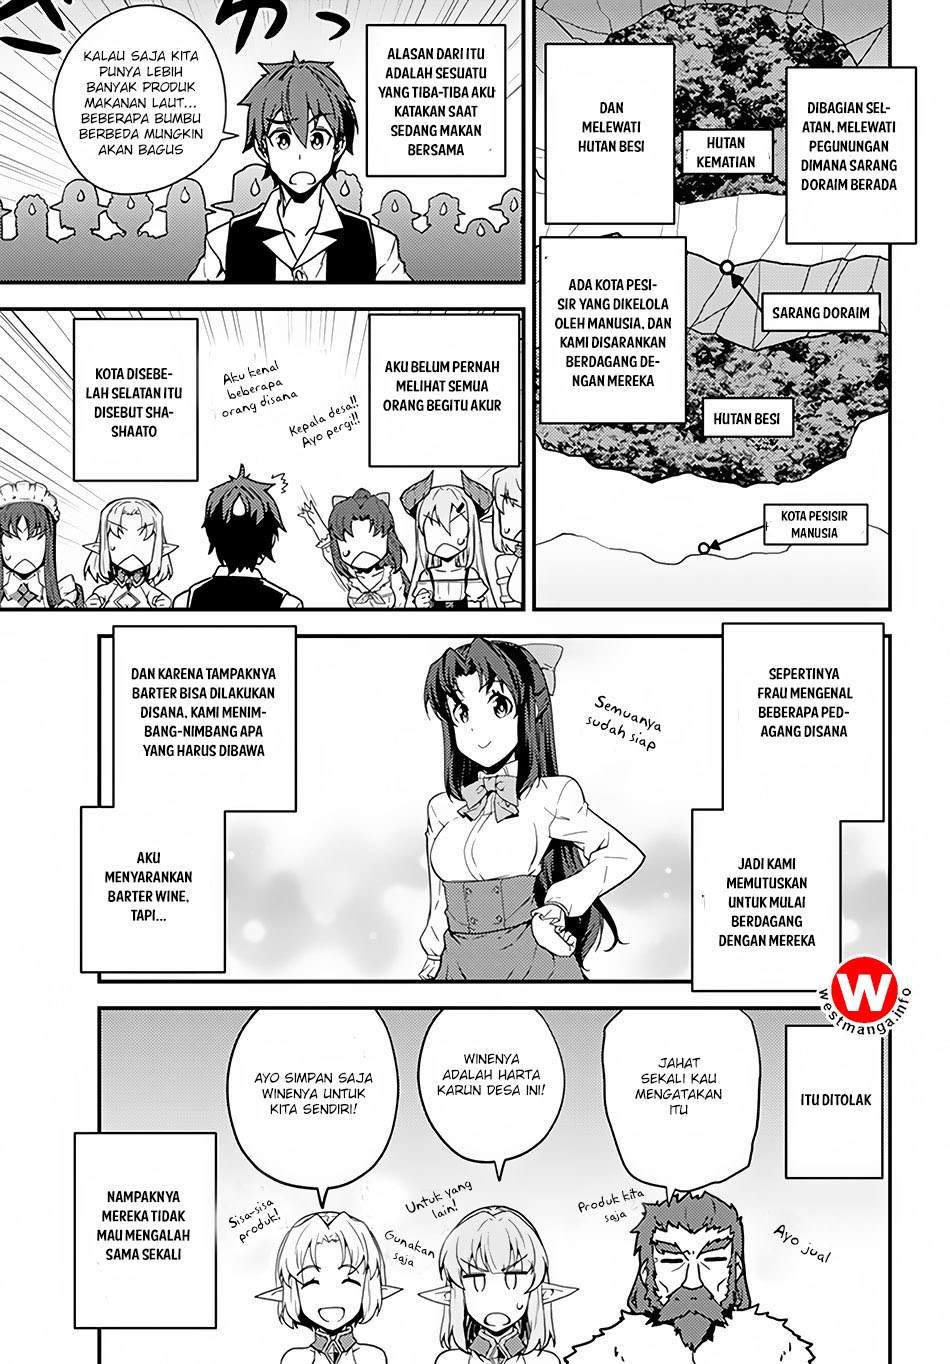 DIBAGIAN SEL-
ATAN, MELEWATI
PEGUNUNGAN
DIMANA SARANG
DORAIM BERADA
HUTAN
KEMATIAN
DAN
MELEWATI
HUTAN BESI
SARANG DORAIM
ADA KOTA PESI-
SIR YANG DIKELOLA
OLEH MANUSIA, DAN
KAMI DISARANKAN
BERDAGANG DE-
NGAN MEREKA
HUTAN BESI
KOTA PESISIR
MANUSIA
ALASAN DARI ITU
ADALAH SESUATU
YANG TIBA-TIBA AKU
KATAKAN SAAT
SEDANG MAKAN
BERSAMA
KALAU SAJA KITA
PUNYA LEBIH
BANYAK PRODUK
MAKANAN LAUT...
BEBERAPA BUMBU
BERBEDA MUNGKIN
AKAN BAGUS
AKU BELUM PERNAH
MELIHAT SEMUA
ORANG BEGITU AKUR
Kepala desa!!
Ayo pergi!!
Aku kenal
beberapa
orang disana
KOTA DISEBE-
LAH SELATAN ITU
DISEBUT SHA-
SHAATO
SEPERTINYA
FRAU MENGENAL
BEBERAPA PED-
AGANG DISANA
JADI KAMI
MEMUTUSKAN
UNTUK MULAI
BERDAGANG
DENGAN MEREKA
Semuanya
sudah siap
DAN KARENA TAMPAKNYA
BARTER BISA DILAKUKAN
DISANA, KAMI MENIM-
BANG-NIMBANG APA
YANG HARUS DIBAWA
AKU
MENYARANKAN
BARTER WINE,
TAPI...
W
westmanga.info
ITU DITOLAK
JAHAT
SEKALI KAU
MENGATAKAN
ITU
Ayo jual
Produk kita
saja
WINENYA
ADALAH HARTA
KARUN DESA INI!
Untuk yang
lain!
Gunakan
saja
AYO SIMPAN SAJA
WINENYA UNTUK
KITA SENDIRI!
Sisa-sisa
produk!
NAMPAKNYA
MEREKA TIDAK
MAU MENGALAH
SAMA SEKALI